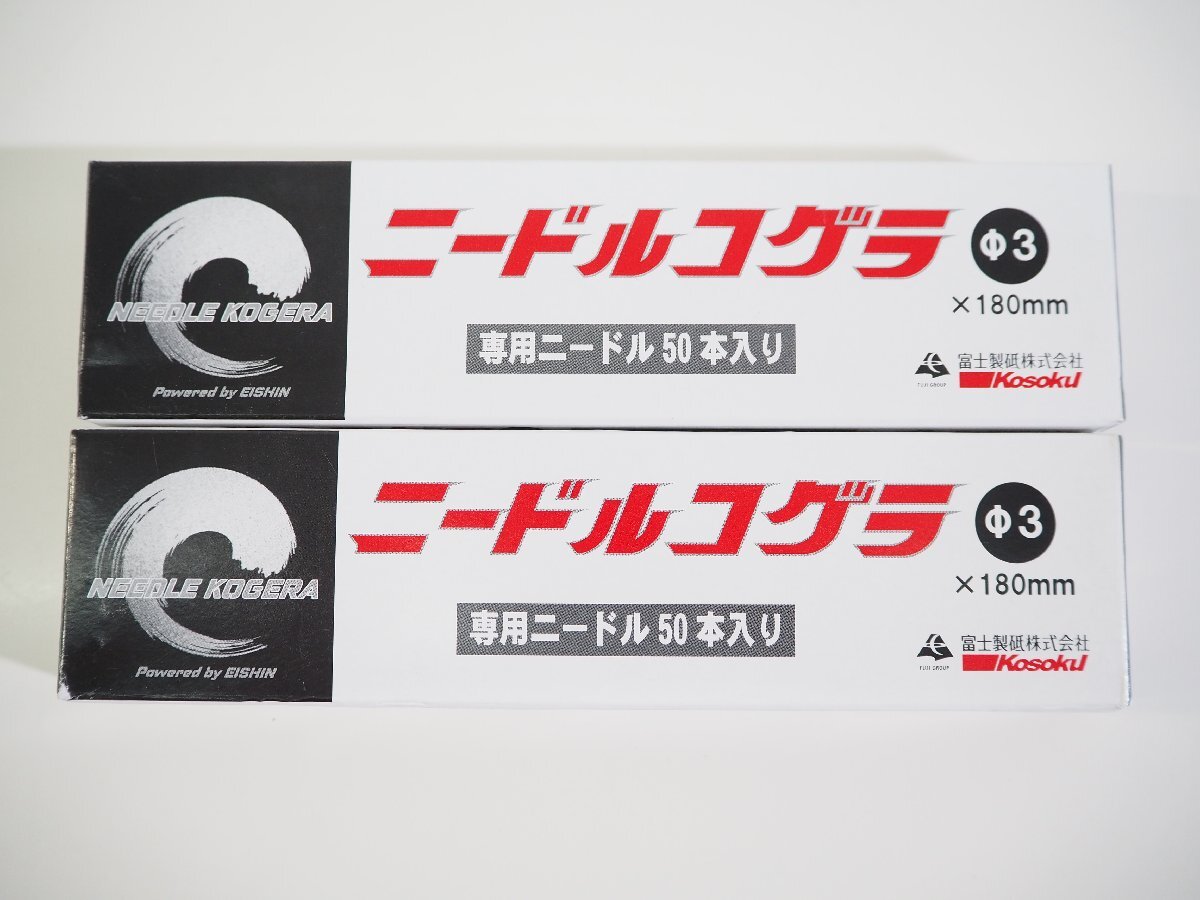 NEEDLE KOGERA
Powered by EISHIN
ニードルコグラ
Φ3
×180mm
専用ニードル50本入り
FUJI GROUP
富士製砥株式会社
Kosoku
NEEDLE KOGERA
Powered by EISHIN
ニードルコグラ
Φ3
×180mm
専用ニードル50本入り
FUJI GROUP
富士製砥株式会社
Kosoku